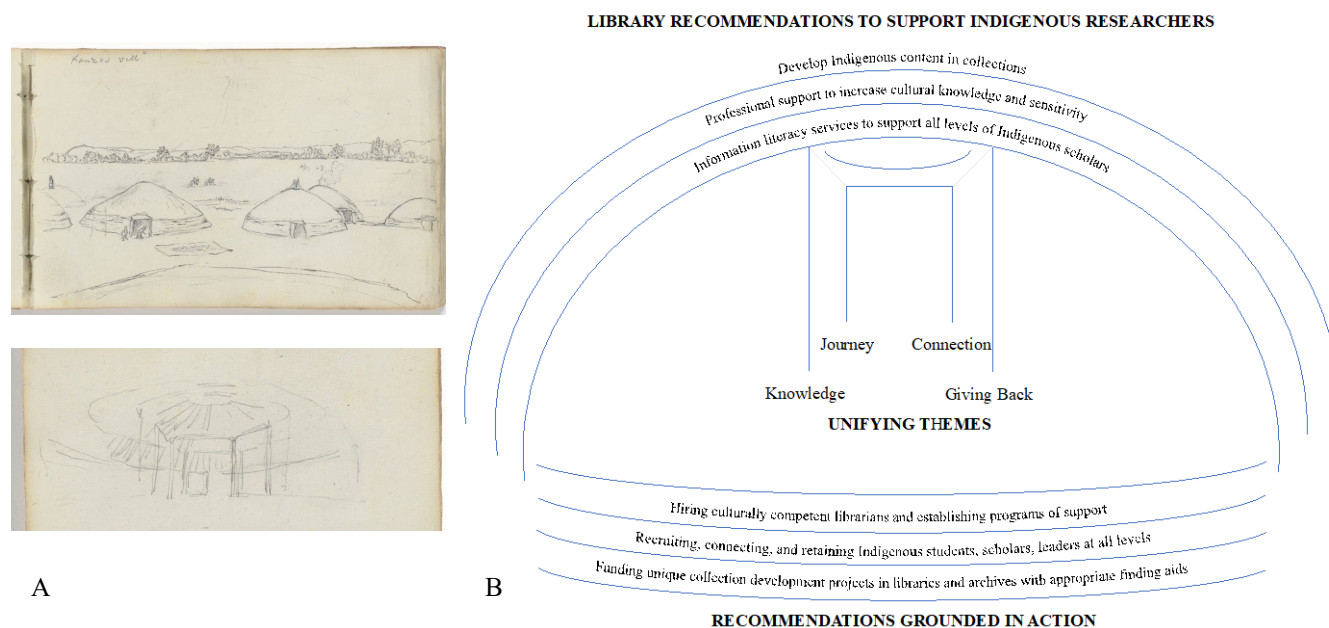 LIBRARY RECOMMENDATIONS TO SUPPORT INDIGENOUS RESEARCHERS
Kanzas vill
Develop Indigenous content in collections
Professional support to increase cultural knowledge and sensitivity
Information literacy services to support all levels of Indigenous scholars
Journey Connection
Knowledge Giving Back
UNIFYING THEMES
Hiring culturally competent librarians and establishing programs of support
Recruiting, connecting, and retaining Indigenous students, scholars, leaders at all levels
Funding unique collection development projects in libraries and archives with appropriate finding aids
A B
RECOMMENDATIONS GROUNDED IN ACTION